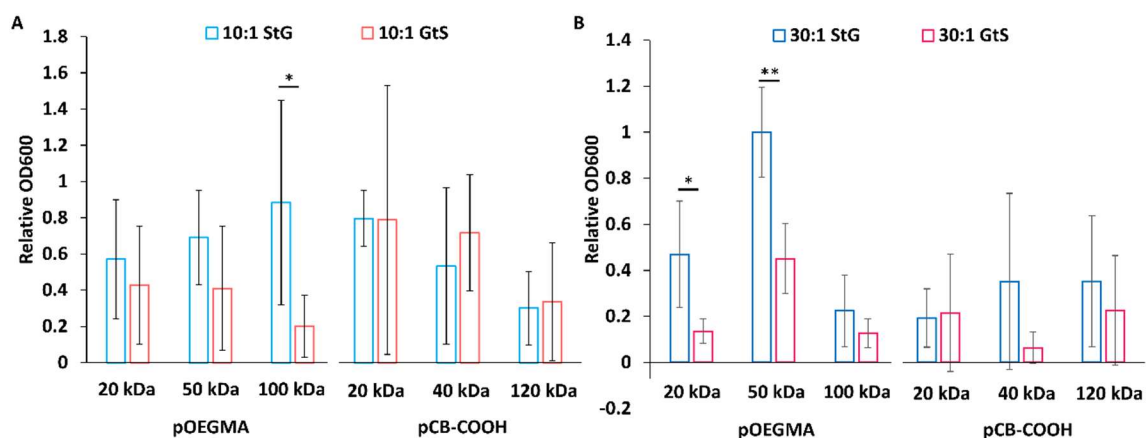 A
10:1 StG
10:1 GtS
Relative OD600
1.8
1.6
1.4
1.2
1
0.8
0.6
0.4
0.2
0
*
20 kDa
50 kDa
100 kDa
20 kDa
40 kDa
120 kDa
pOEGMA
pCB-COOH
B
30:1 StG
30:1 GtS
Relative OD600
1.4
1.2
1
0.8
0.6
0.4
0.2
0
-0.2
*
**
20 kDa
50 kDa
100 kDa
20 kDa
40 kDa
120 kDa
pOEGMA
pCB-COOH